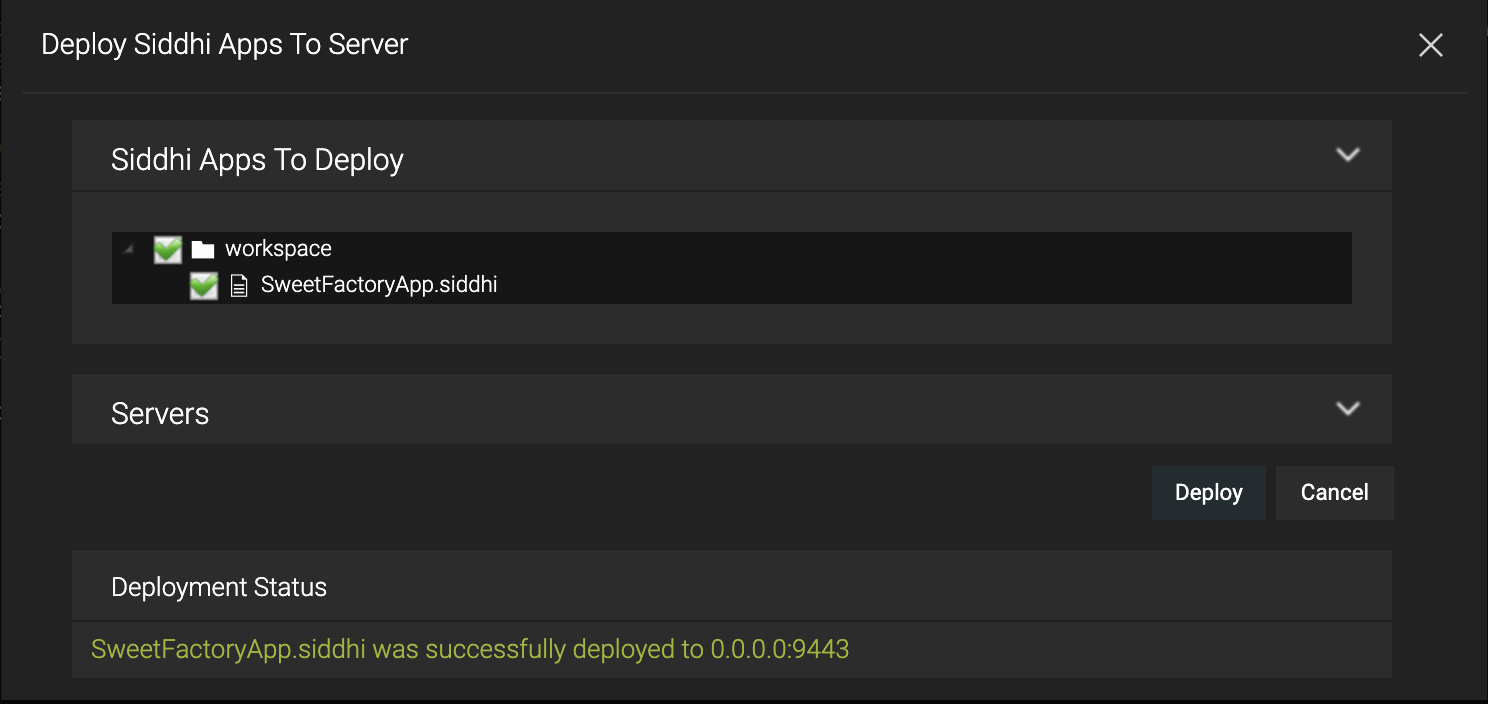 Deploy Siddhi Apps To Server
Siddhi Apps To Deploy
workspace
SweetFactoryApp.siddhi
Servers
Deploy Cancel
Deployment Status
SweetFactoryApp.siddhi was successfully deployed to 0.0.0.0:9443